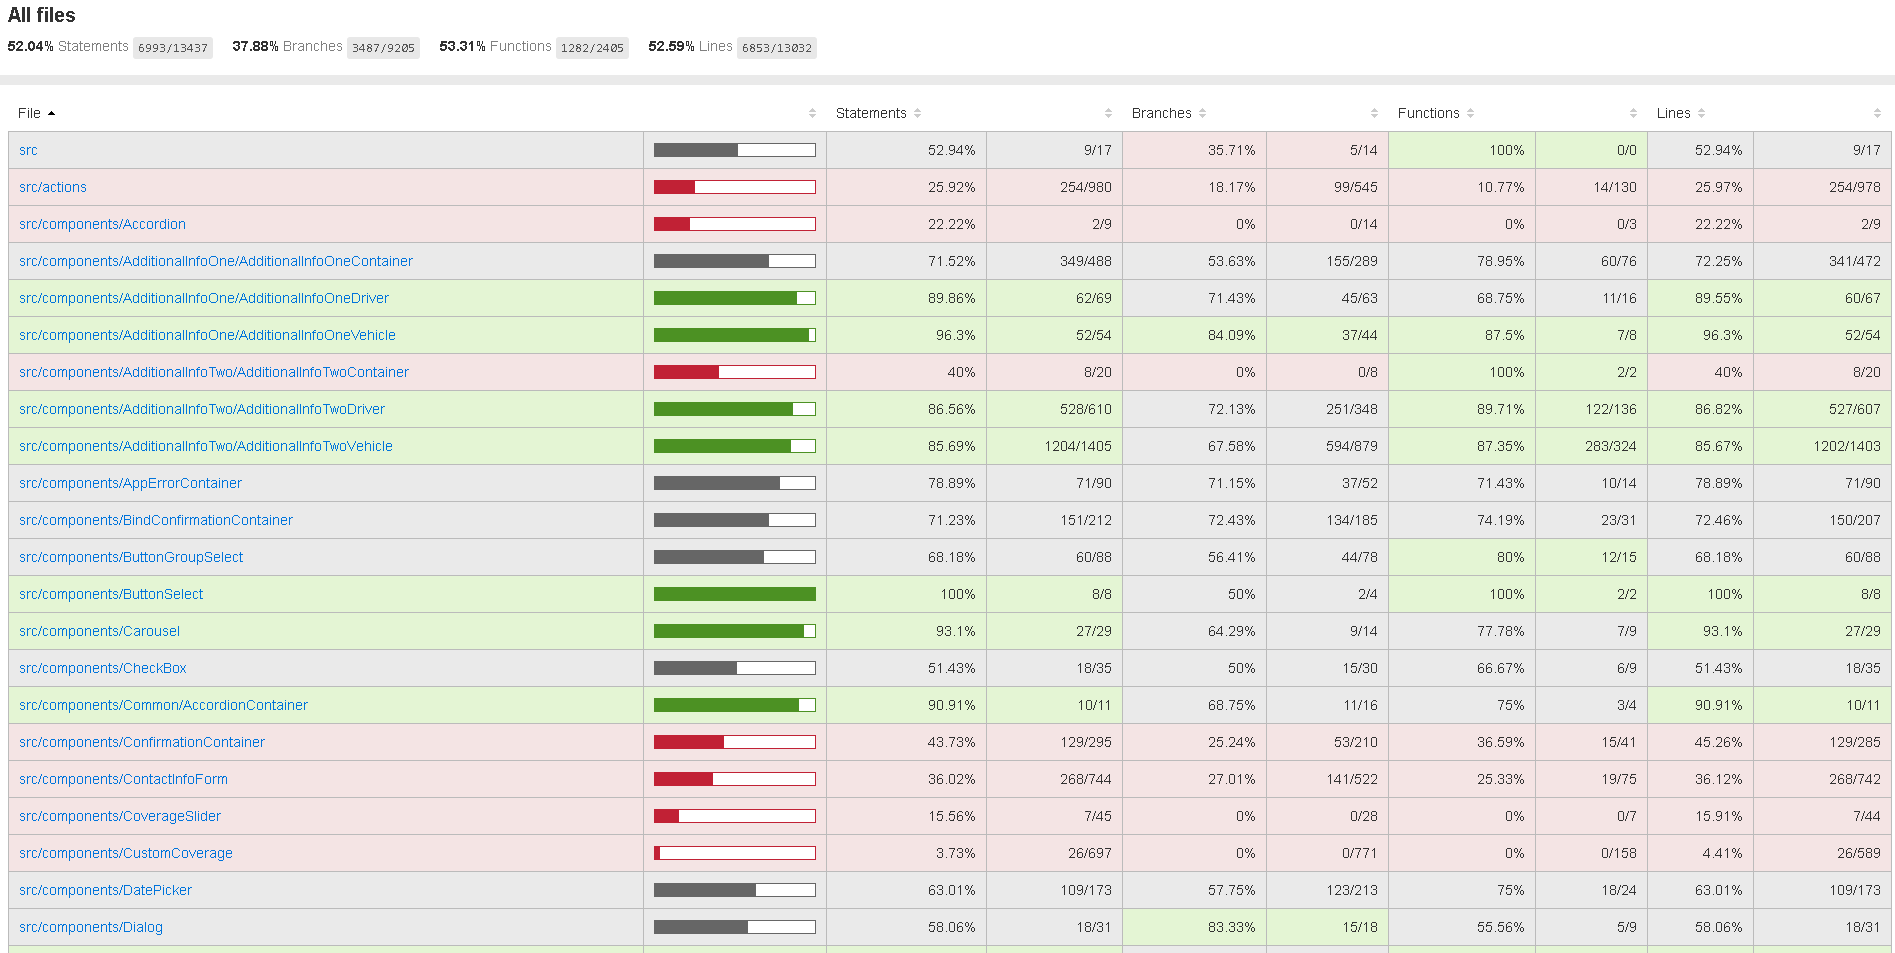 All files
52.04% Statements 6993/13437 37.88% Branches 3487/9205 53.31% Functions 1282/2405 52.59% Lines 6853/13032
File Statements Branches Functions Lines
src 52.94% 9/17 35.71% 5/14 100% 0/0 52.94% 9/17
src/actions 25.92% 254/980 18.17% 99/545 10.77% 14/130 25.97% 254/978
src/components/Accordion 22.22% 2/9 0% 0/14 0% 0/3 22.22% 2/9
src/components/AdditionalInfoOne/AdditionalInfoOneContainer 71.52% 349/488 53.63% 155/289 78.95% 60/76 72.25% 341/472
src/components/AdditionalInfoOne/AdditionalInfoOneDriver 89.86% 62/69 71.43% 45/63 68.75% 11/16 89.55% 60/67
src/components/AdditionalInfoOne/AdditionalInfoOneVehicle 96.3% 52/54 84.09% 37/44 87.5% 7/8 96.3% 52/54
src/components/AdditionalInfoTwo/AdditionalInfoTwoContainer 40% 8/20 0% 0/8 100% 2/2 40% 8/20
src/components/AdditionalInfoTwo/AdditionalInfoTwoDriver 86.56% 528/610 72.13% 251/348 89.71% 122/136 86.82% 527/607
src/components/AdditionalInfoTwo/AdditionalInfoTwoVehicle 85.69% 1204/1405 67.58% 594/879 87.35% 283/324 85.67% 1202/1403
src/components/AppErrorContainer 78.89% 71/90 71.15% 37/52 71.43% 10/14 78.89% 71/90
src/components/BindConfirmationContainer 71.23% 151/212 72.43% 134/185 74.19% 23/31 72.46% 150/207
src/components/ButtonGroupSelect 68.18% 60/88 56.41% 44/78 80% 12/15 68.18% 60/88
src/components/ButtonSelect 100% 8/8 50% 2/4 100% 2/2 100% 8/8
src/components/Carousel 93.1% 27/29 64.29% 9/14 77.78% 7/9 93.1% 27/29
src/components/CheckBox 51.43% 18/35 50% 15/30 66.67% 6/9 51.43% 18/35
src/components/Common/AccordionContainer 90.91% 10/11 68.75% 11/16 75% 3/4 90.91% 10/11
src/components/ConfirmationContainer 43.73% 129/295 25.24% 53/210 36.59% 15/41 45.26% 129/285
src/components/ContactInfoForm 36.02% 268/744 27.01% 141/522 25.33% 19/75 36.12% 268/742
src/components/CoverageSlider 15.56% 7/45 0% 0/28 0% 0/7 15.91% 7/44
src/components/CustomCoverage 3.73% 26/697 0% 0/771 0% 0/158 4.41% 26/589
src/components/DatePicker 63.01% 109/173 57.75% 123/213 75% 18/24 63.01% 109/173
src/components/Dialog 58.06% 18/31 83.33% 15/18 55.56% 5/9 58.06% 18/31